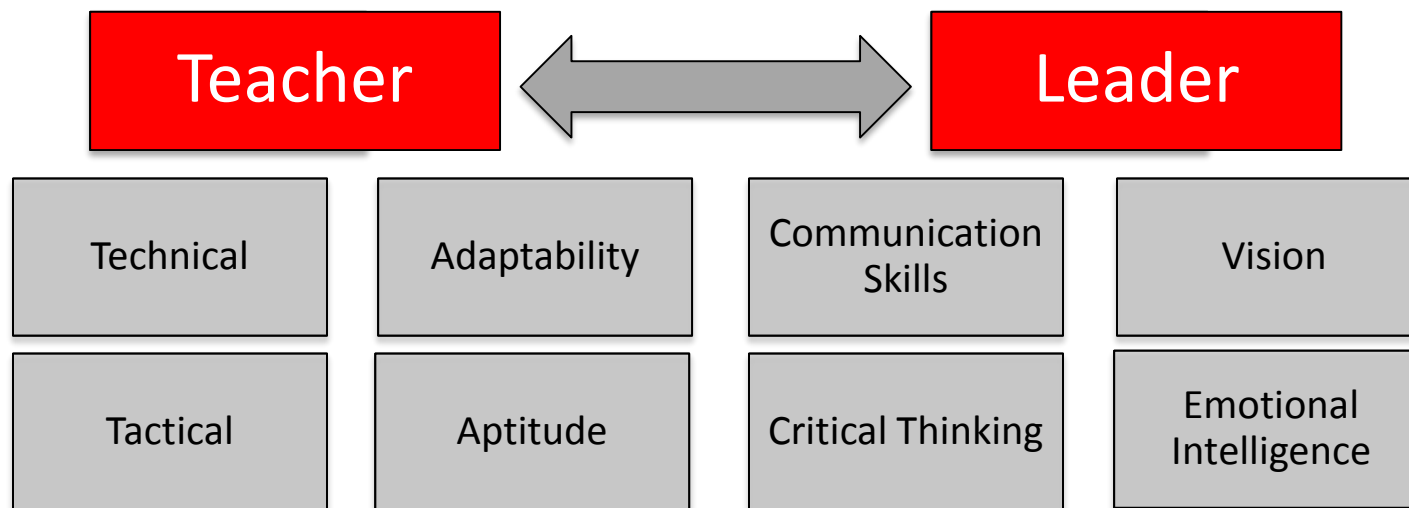 Teacher
Leader
Technical
Adaptability
Communication
Skills
Vision
Tactical
Aptitude
Critical Thinking
Emotional
Intelligence